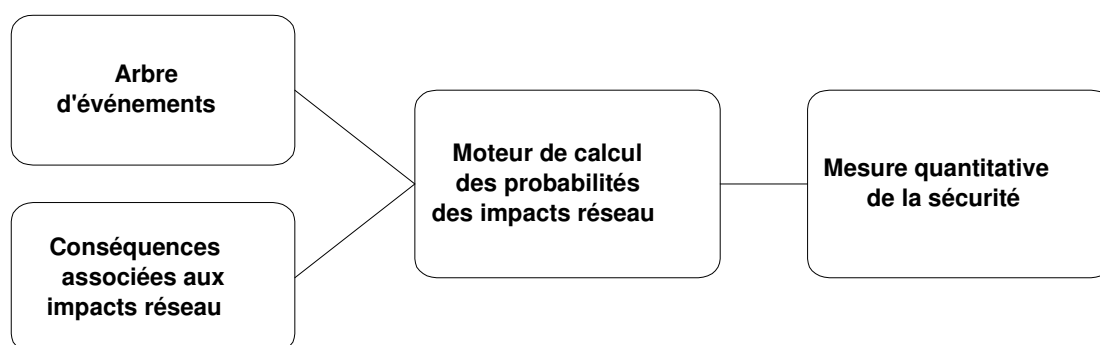 Arbre
d'événements
Conséquences
associées aux
impacts réseau
Moteur de calcul
des probabilités
des impacts réseau
Mesure quantitative
de la sécurité